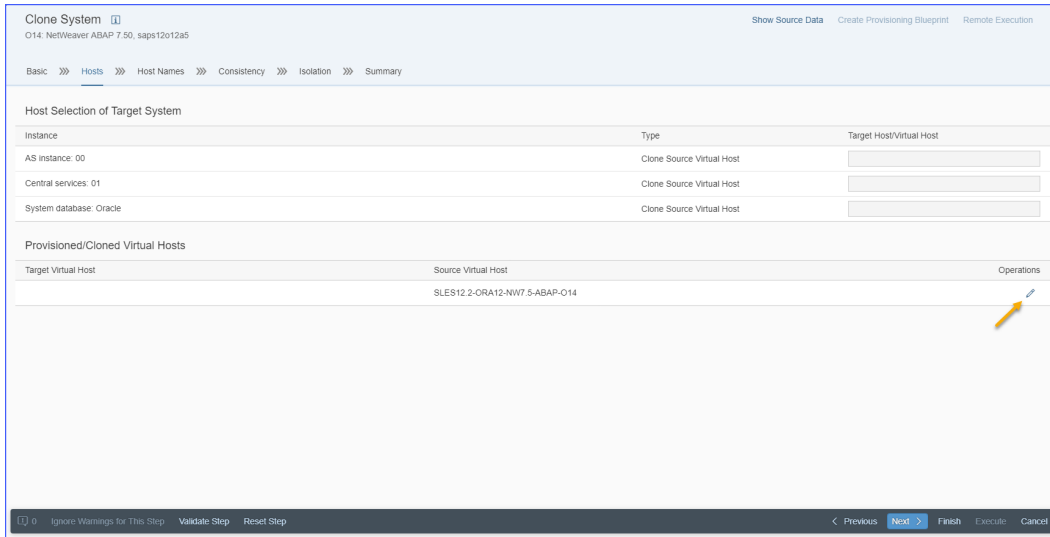 Clone System
Show Source Data Create Provisioning Blueprint Remote Execution
O14: NetWeaver ABAP 7.50, saps12o12a5
Basic Hosts Host Names Consistency Isolation Summary
Host Selection of Target System
Instance Type Target Host/Virtual Host
AS instance: 00 Clone Source Virtual Host
Central services: 01 Clone Source Virtual Host
System database: Oracle Clone Source Virtual Host
Provisioned/Cloned Virtual Hosts
Target Virtual Host Source Virtual Host Operations
SLES12.2-ORA12-NW7.5-ABAP-O14
0 Ignore Warnings for This Step Validate Step Reset Step < Previous Next > Finish Execute Cancel